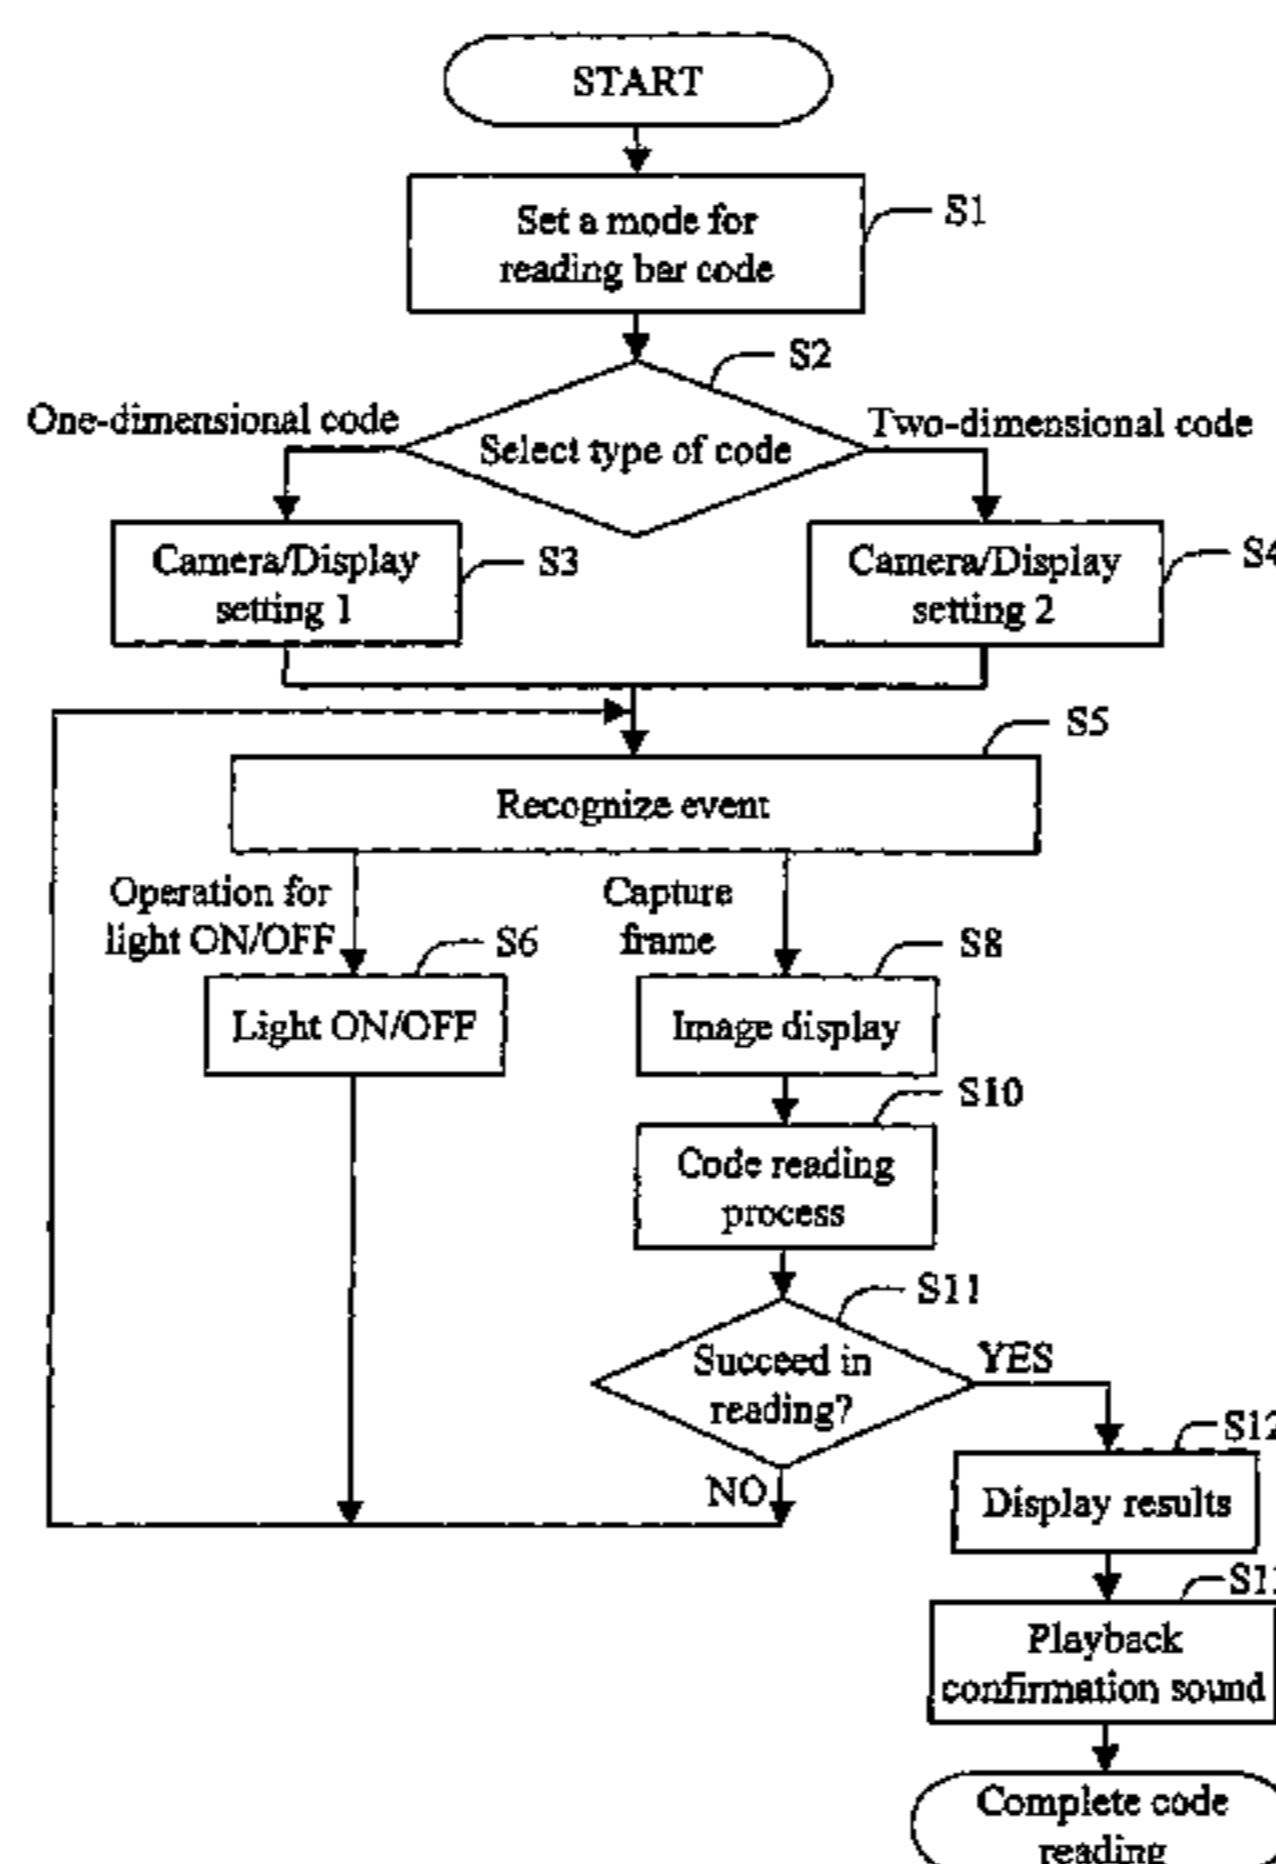 START
Set a mode for
reading bar code
S1
S2
One-dimensional code
Select type of code
Two-dimensional code
Camera/Display
setting 1
S3
Camera/Display
setting 2
S4
S5
Recognize event
Operation for
light ON/OFF
Capture
frame
S6
S8
Light ON/OFF
Image display
S10
Code reading
process
S11
Succeed in
reading?
YES
NO
S12
Display results
Playback
confirmation sound
Complete code
reading